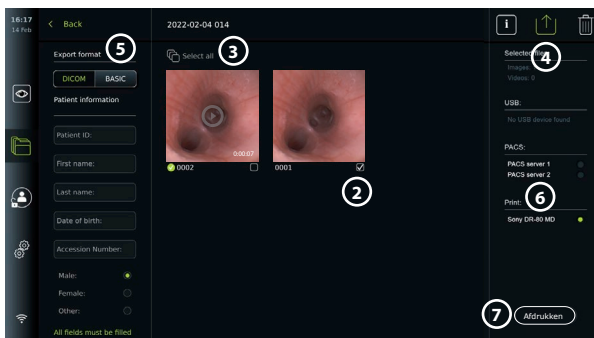 16:17
14 Feb
Back
2022-02-04 014
i
Export format
5
DICOM
BASIC
Patient information
Patient ID:
First name:
Last name:
Date of birth:
Accession Number:
Male:
Female:
Other:
All fields must be filled
Select all
3
0:00:07
0002
0001
2
Selected files:
4
Images:
Videos: 0
USB:
No USB device found
PACS:
PACS server 1
PACS server 2
Print:
6
Sony DR-80 MD
7
Afdrukken